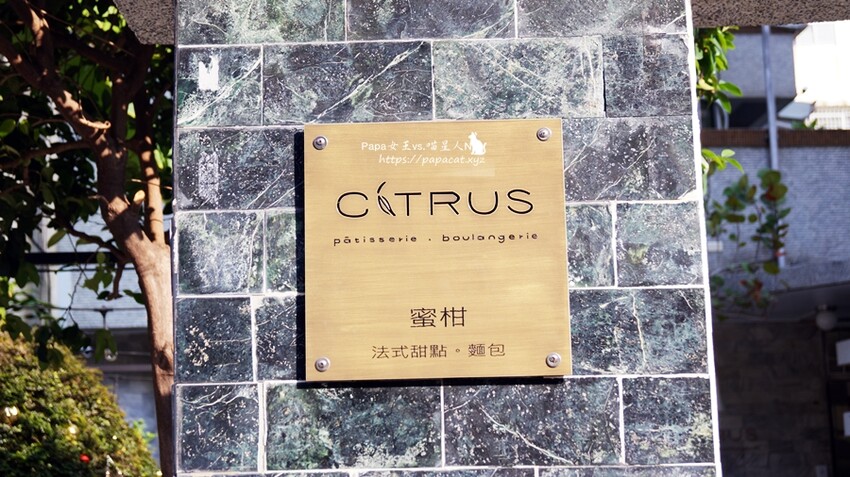 Papa女王vs.喵星人N
https://papacat.xyz
CITRUS
pâtisserie . boulangerie
蜜柑
法式甜點。麵包